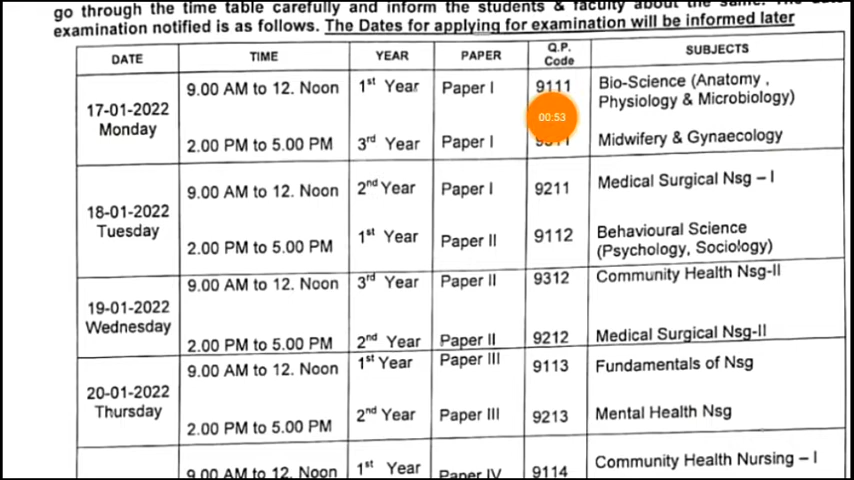 go through the time table carefully and inform the students & faculty about the same. The
examination notified is as follows. The Dates for applying for examination will be informed later
DATE TIME YEAR PAPER Q.P. Code SUBJECTS
17-01-2022 Monday
9.00 AM to 12. Noon 1st Year Paper I 9111 Bio-Science (Anatomy ,
Physiology & Microbiology)
00:53
2.00 PM to 5.00 PM 3rd Year Paper I Midwifery & Gynaecology
18-01-2022 Tuesday
9.00 AM to 12. Noon 2nd Year Paper I 9211 Medical Surgical Nsg – I
2.00 PM to 5.00 PM 1st Year Paper II 9112 Behavioural Science
(Psychology, Sociology)
19-01-2022 Wednesday
9.00 AM to 12. Noon 3rd Year Paper II 9312 Community Health Nsg-II
2.00 PM to 5.00 PM 2nd Year Paper II 9212 Medical Surgical Nsg-II
20-01-2022 Thursday
9.00 AM to 12. Noon 1st Year Paper III 9113 Fundamentals of Nsg
2.00 PM to 5.00 PM 2nd Year Paper III 9213 Mental Health Nsg
9.00 AM to 12. Noon 1st Year Paper IV 9114 Community Health Nursing – I